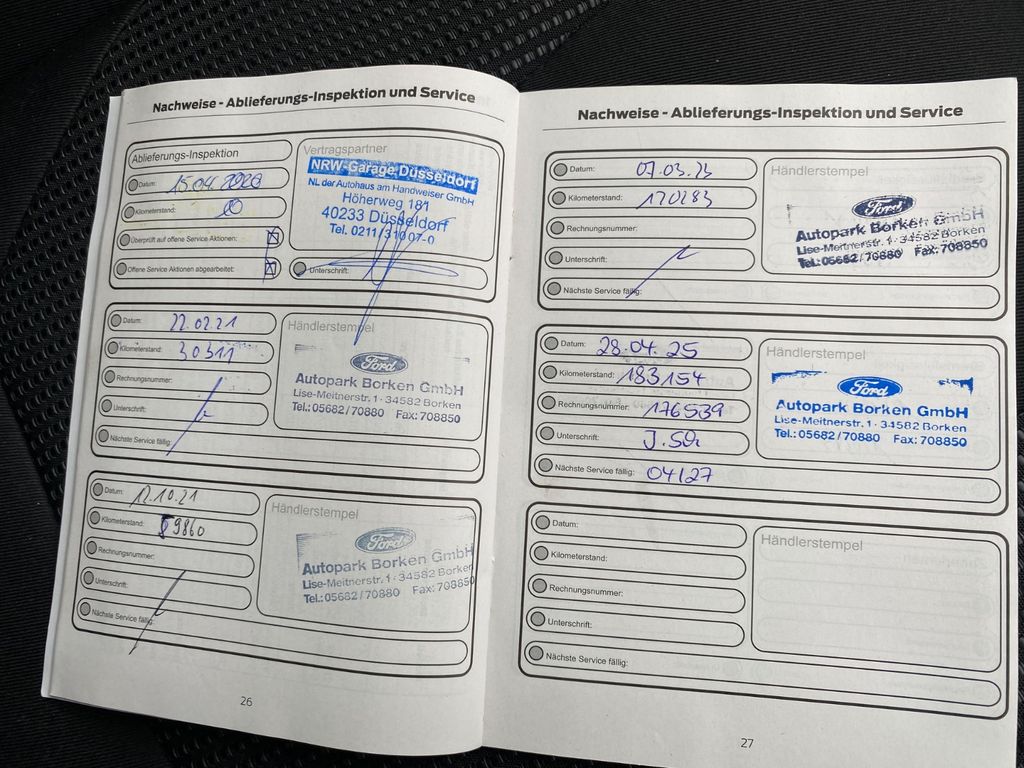 Nachweise - Ablieferungs-Inspektion und Service
Ablieferungs-Inspektion
Datum: 15.04.2020
Kilometerstand: 10
Überprüft auf offene Service Aktionen:
Offene Service Aktionen abgearbeitet:
Vertragspartner
NRW-Garage Düsseldorf
NL der Autohaus am Handweiser GmbH
Höherweg 181
40233 Düsseldorf
Tel. 0211/31007-0
Unterschrift:
Datum: 22.02.21
Kilometerstand: 30311
Rechnungsnummer:
Unterschrift:
Nächste Service fällig:
Händlerstempel
Ford
Autopark Borken GmbH
Lise-Meitnerstr. 1 · 34582 Borken
Tel.: 05682/70880 Fax: 708850
Datum: 12.10.21
Kilometerstand: 89860
Rechnungsnummer:
Unterschrift:
Nächste Service fällig:
Händlerstempel
Ford
Autopark Borken GmbH
Lise-Meitnerstr. 1 · 34582 Borken
Tel.: 05682/70880 Fax: 708850
26
Nachweise - Ablieferungs-Inspektion und Service
Datum: 07.03.23
Kilometerstand: 170283
Rechnungsnummer:
Unterschrift:
Nächste Service fällig:
Händlerstempel
Ford
Autopark Borken GmbH
Lise-Meitnerstr. 1 · 34582 Borken
Tel.: 05682/70880 Fax: 708850
Datum: 28.04.25
Kilometerstand: 183154
Rechnungsnummer: 176539
Unterschrift:
Nächste Service fällig: 04/27
Händlerstempel
Ford
Autopark Borken GmbH
Lise-Meitnerstr. 1 · 34582 Borken
Tel.: 05682/70880 Fax: 708850
Datum:
Kilometerstand:
Rechnungsnummer:
Unterschrift:
Nächste Service fällig:
Händlerstempel
27